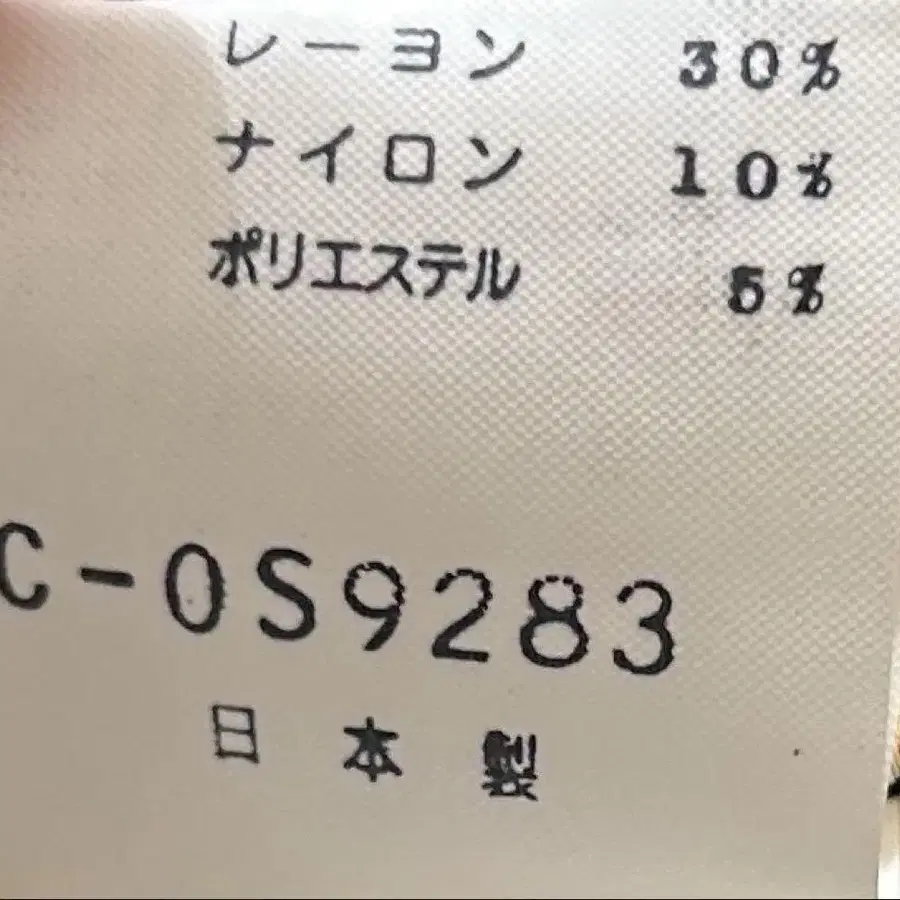 レーヨン 30%
ナイロン 10%
ポリエステル 5%
C-0S9283
日本製